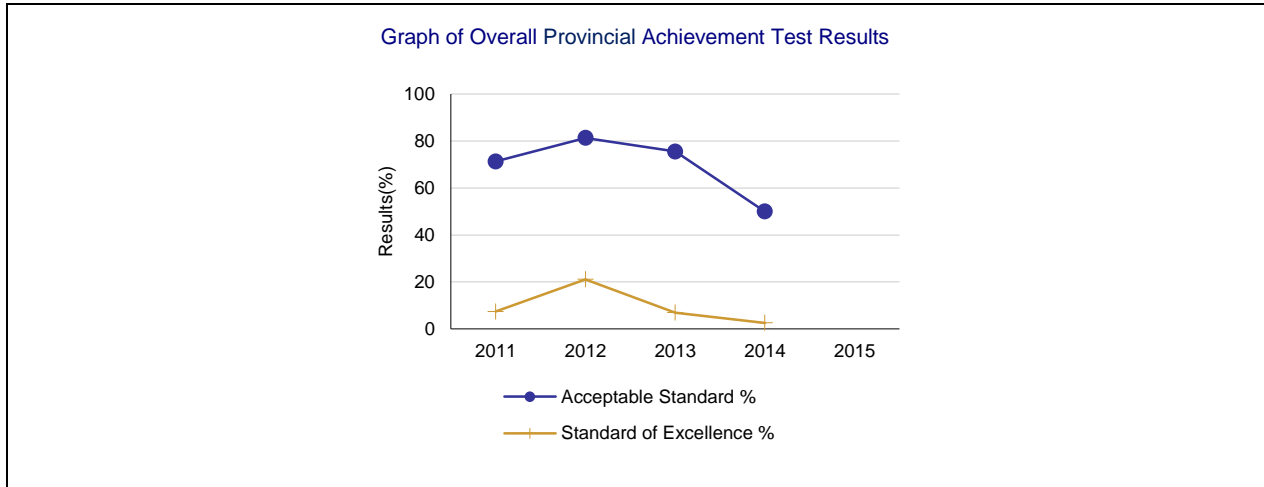 Graph of Overall Provincial Achievement Test Results
100
80
60
40
20
0
Results(%)
2011 2012 2013 2014 2015
Acceptable Standard %
Standard of Excellence %